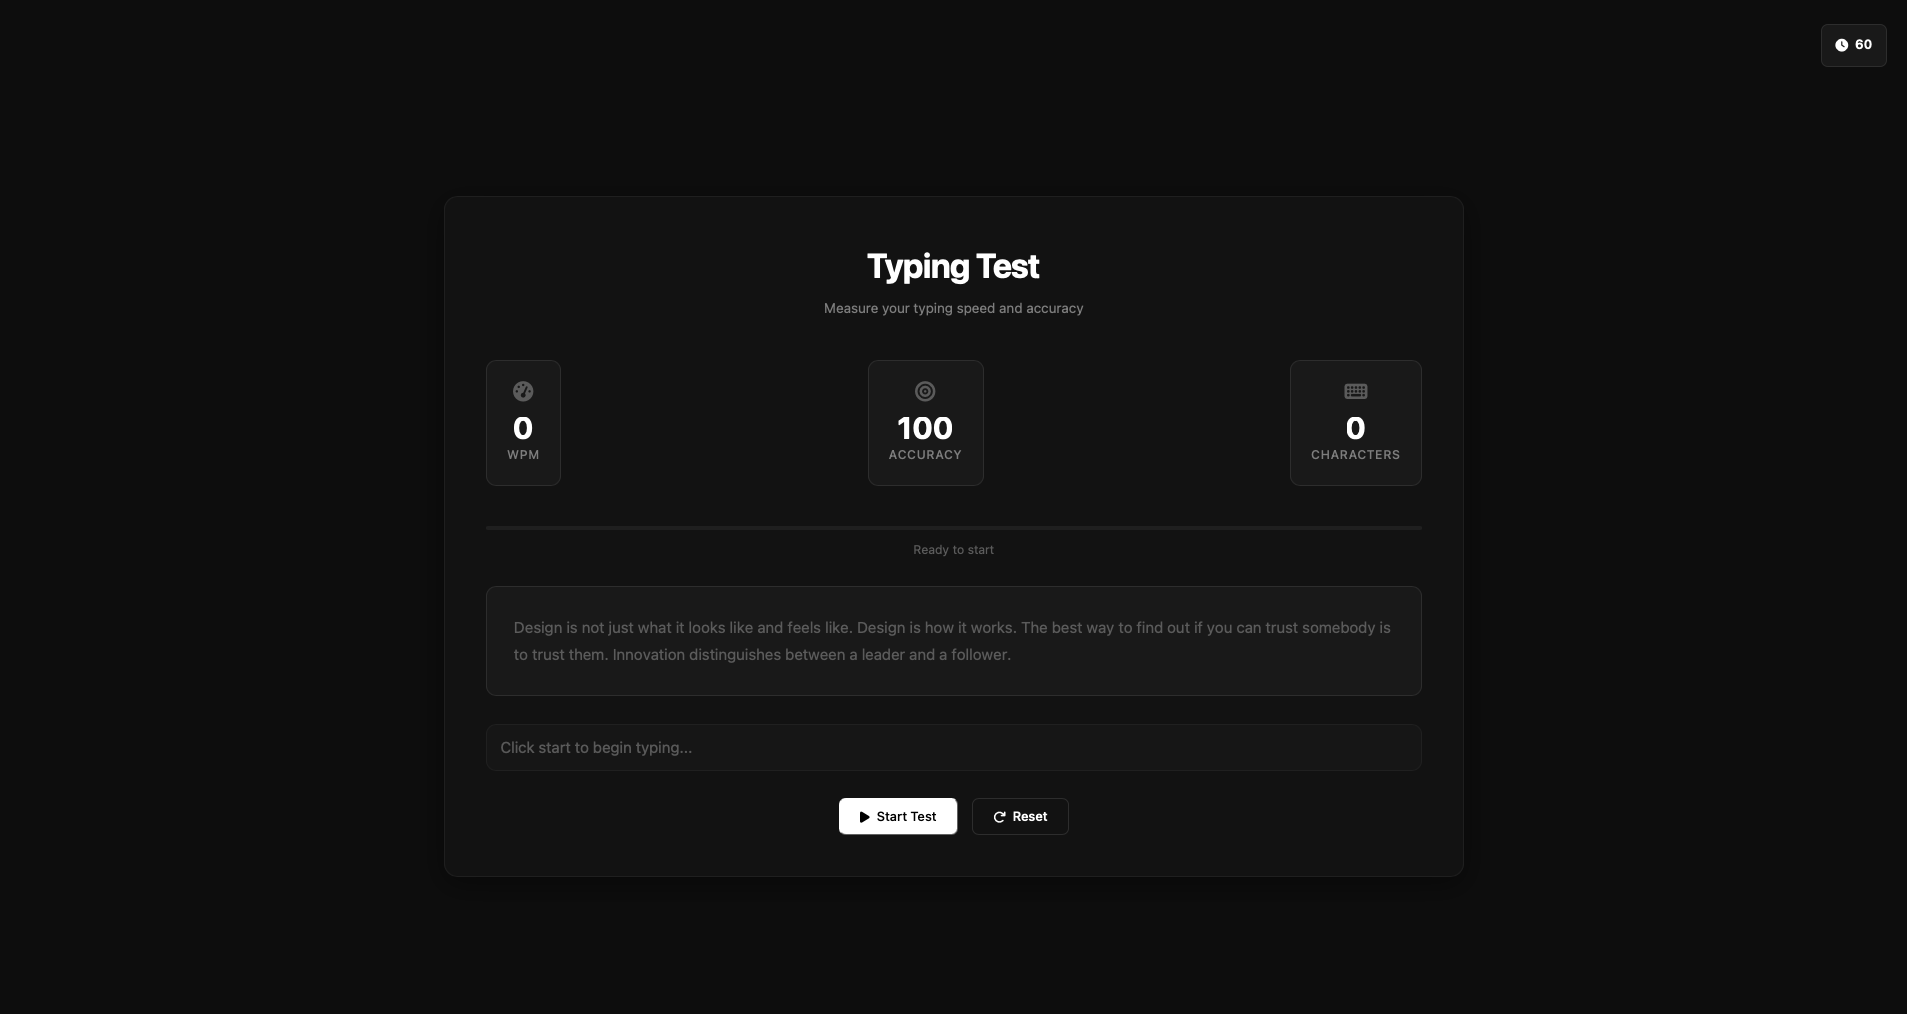 60
Typing Test
Measure your typing speed and accuracy
0
WPM
100
ACCURACY
0
CHARACTERS
Ready to start
Design is not just what it looks like and feels like. Design is how it works. The best way to find out if you can trust somebody is
to trust them. Innovation distinguishes between a leader and a follower.
Click start to begin typing...
Start Test
Reset